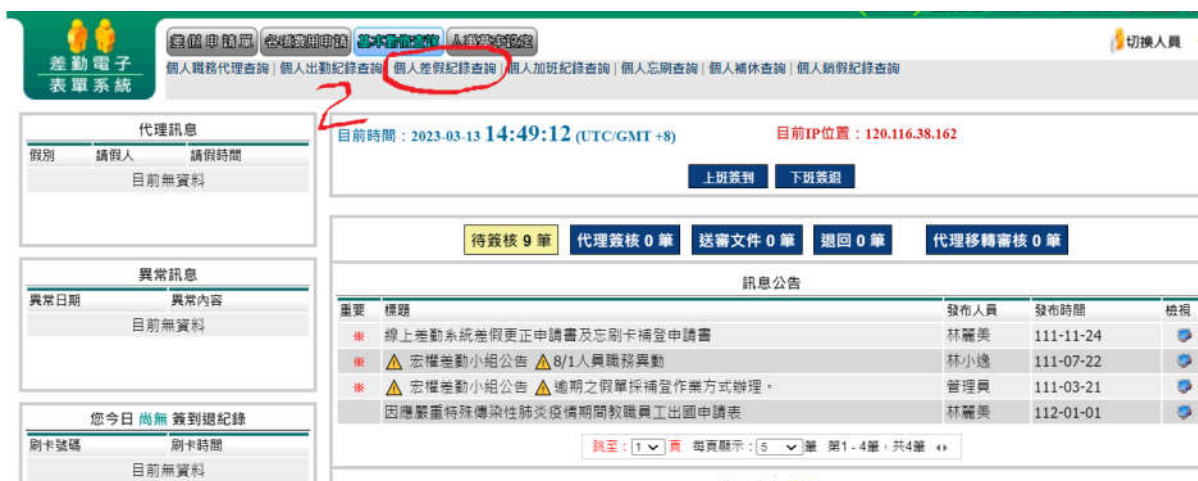 差勤電子
表單系統
差假申請單 各種費用申請 基本勤惰查詢 人事基本設定
切換人員
個人職務代理查詢 | 個人出勤紀錄查詢 | 個人差假紀錄查詢 | 個人加班紀錄查詢 | 個人忘刷查詢 | 個人補休查詢 | 個人銷假紀錄查詢
2
代理訊息
假別 請假人 請假時間
目前無資料
目前時間：2023-03-13 14:49:12 (UTC/GMT +8) 目前IP位置：120.116.38.162
上班簽到 下班簽退
待簽核 9 筆 代理簽核 0 筆 送審文件 0 筆 退回 0 筆 代理移轉審核 0 筆
異常訊息
異常日期 異常內容
目前無資料
訊息公告
重要 標題 發布人員 發布時間 檢視
※ 線上差勤系統差假更正申請書及忘刷卡補登申請書 林麗美 111-11-24
※ ⚠ 宏權差勤小組公告 ⚠8/1人員職務異動 林小逸 111-07-22
※ ⚠ 宏權差勤小組公告 ⚠逾期之假單採補登作業方式辦理。 管理員 111-03-21
因應嚴重特殊傳染性肺炎疫情期間教職員工出國申請表 林麗美 112-01-01
跳至：1 頁 每頁顯示：5 筆 第1 - 4筆，共4筆
您今日 尚無 簽到退紀錄
刷卡號碼 刷卡時間
目前無資料